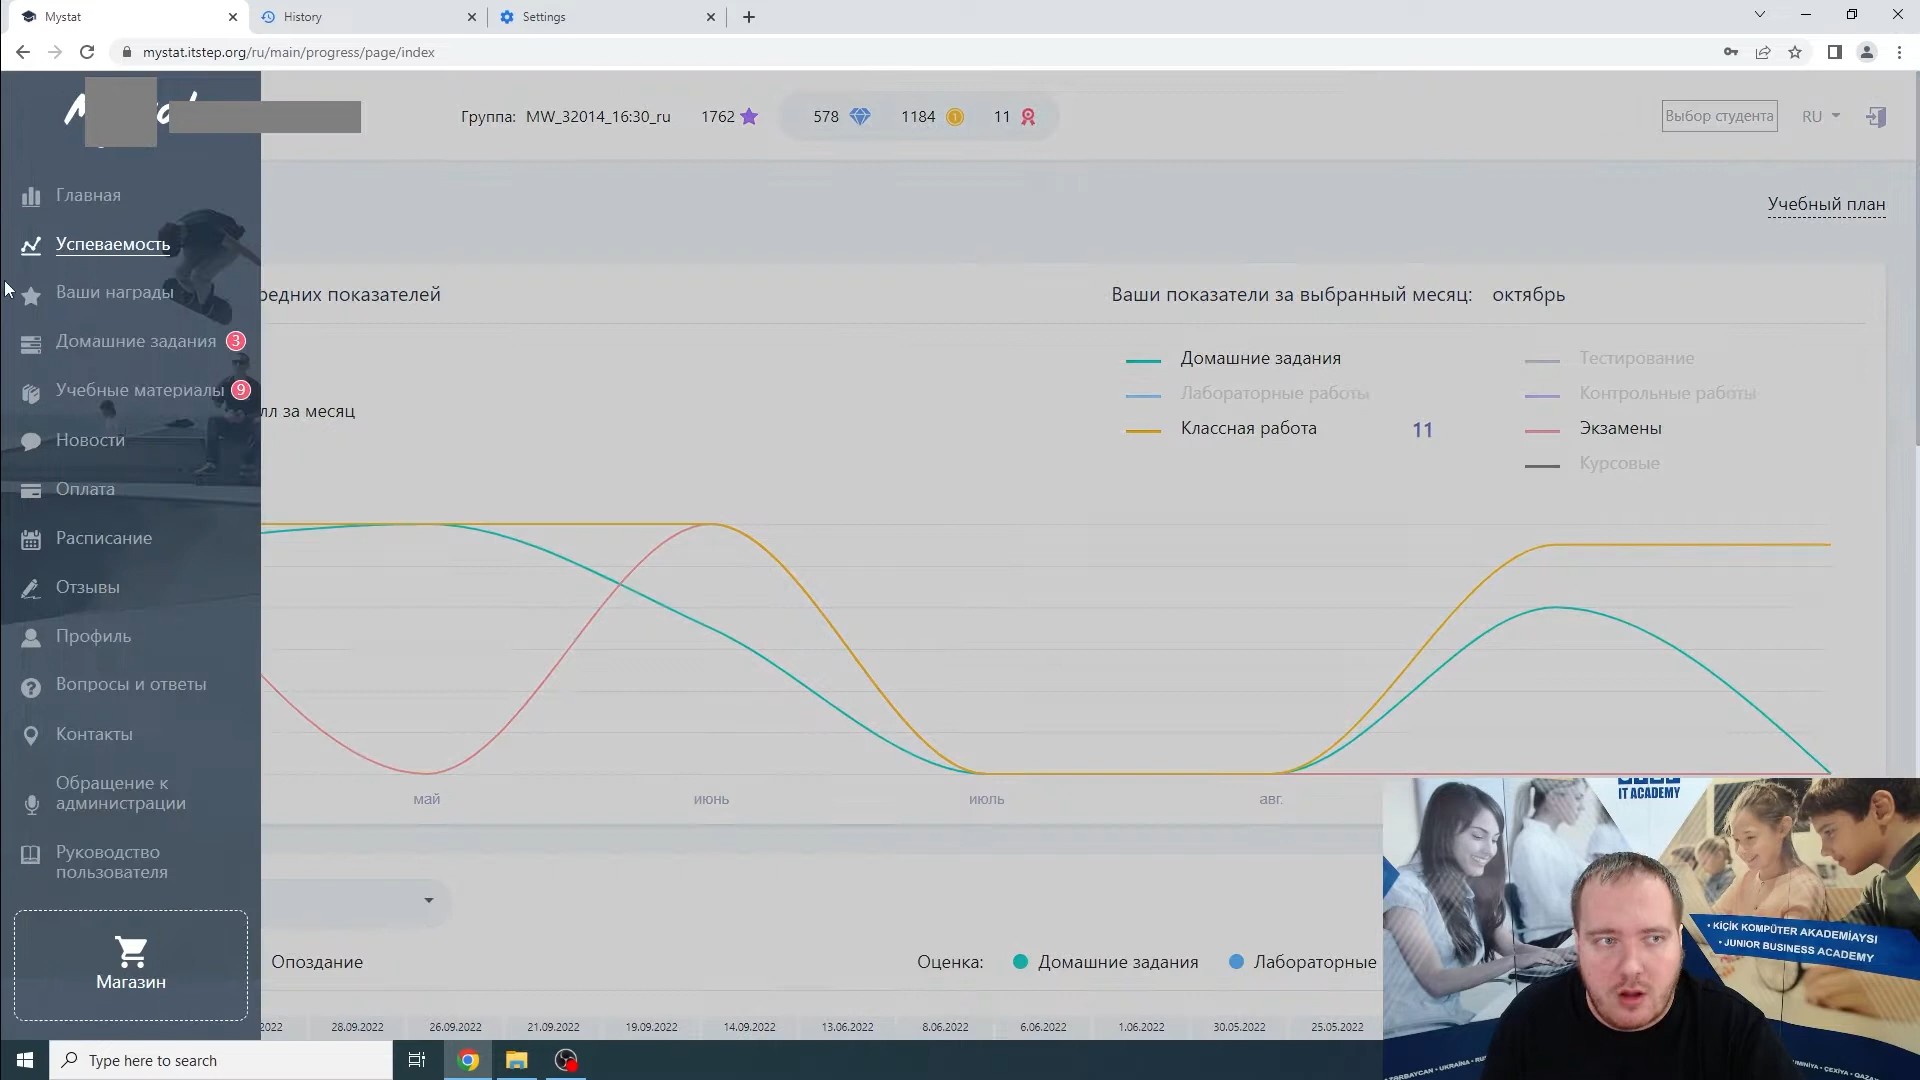 Mystat
History
Settings
mystat.itstep.org/ru/main/progress/page/index
Группа: MW_32014_16:30_ru 1762 578 1184 11
Выбор студента
RU
Главная
Учебный план
Успеваемость
Ваши награды
редних показателей
Ваши показатели за выбранный месяц: октябрь
Домашние задания 3
Домашние задания
Тестирование
Учебные материалы 9
Лабораторные работы
Контрольные работы
лл за месяц
Классная работа 11
Экзамены
Новости
Курсовые
Оплата
Расписание
Отзывы
Профиль
Вопросы и ответы
Контакты
Обращение к
администрации
май июнь июль авг.
IT ACADEMY
Руководство
пользователя
• KİÇİK KOMPÜTER AKADEMİAYSI
• JUNIOR BUSINESS ACADEMY
Магазин
Опоздание
Оценка: Домашние задания Лабораторные
2022 28.09.2022 26.09.2022 21.09.2022 19.09.2022 14.09.2022 13.06.2022 8.06.2022 6.06.2022 1.06.2022 30.05.2022 25.05.2022
Type here to search